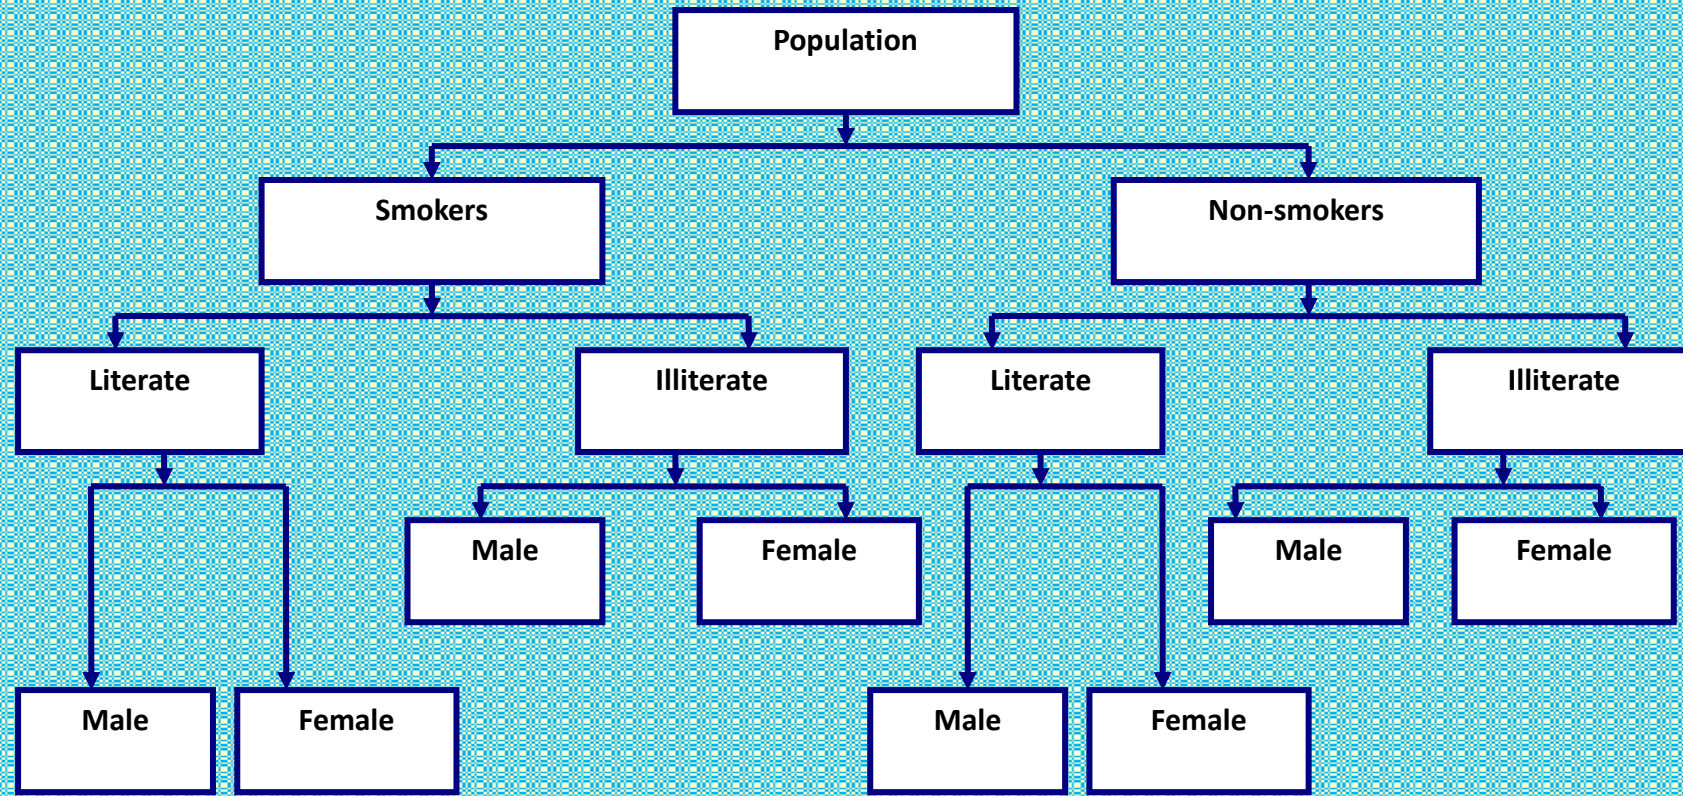 Population
Smokers
Non-smokers
Literate
Illiterate
Literate
Illiterate
Male
Female
Male
Female
Male
Female
Male
Female